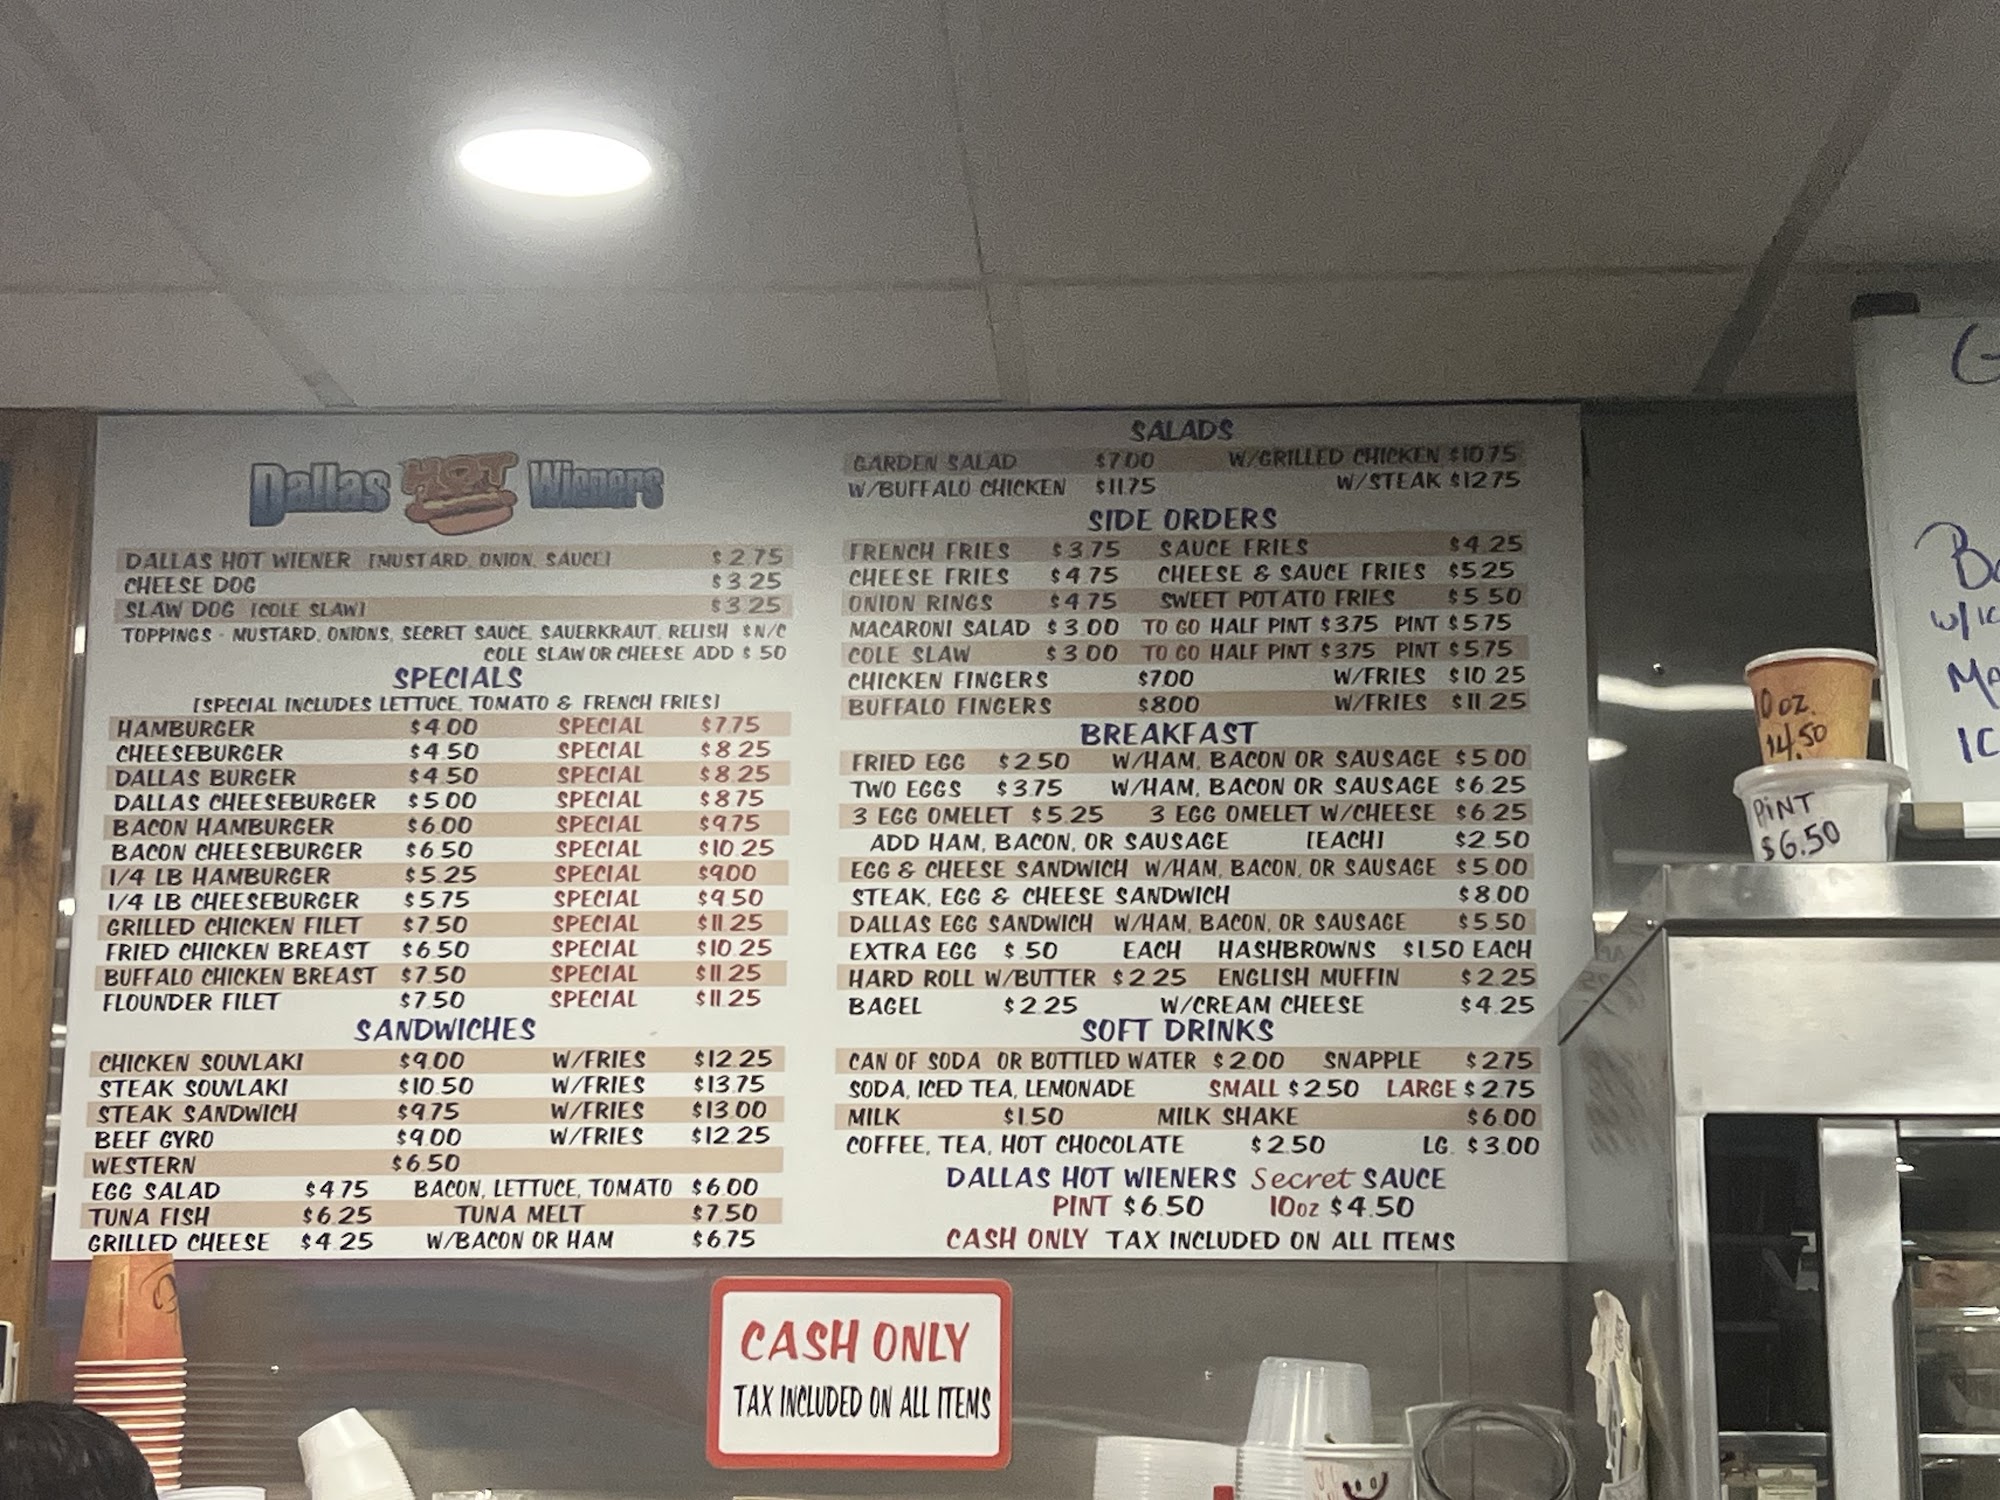 Dallas HOT Wieners
DALLAS HOT WIENER [MUSTARD, ONION, SAUCE] $2.75
CHEESE DOG $3.25
SLAW DOG [COLE SLAW] $3.25
TOPPINGS - MUSTARD, ONIONS, SECRET SAUCE, SAUERKRAUT, RELISH $N/C
COLE SLAW OR CHEESE ADD $.50
SPECIALS
[SPECIAL INCLUDES LETTUCE, TOMATO & FRENCH FRIES]
HAMBURGER $4.00 SPECIAL $7.75
CHEESEBURGER $4.50 SPECIAL $8.25
DALLAS BURGER $4.50 SPECIAL $8.25
DALLAS CHEESEBURGER $5.00 SPECIAL $8.75
BACON HAMBURGER $6.00 SPECIAL $9.75
BACON CHEESEBURGER $6.50 SPECIAL $10.25
1/4 LB HAMBURGER $5.25 SPECIAL $9.00
1/4 LB CHEESEBURGER $5.75 SPECIAL $9.50
GRILLED CHICKEN FILET $7.50 SPECIAL $11.25
FRIED CHICKEN BREAST $6.50 SPECIAL $10.25
BUFFALO CHICKEN BREAST $7.50 SPECIAL $11.25
FLOUNDER FILET $7.50 SPECIAL $11.25
SANDWICHES
CHICKEN SOUVLAKI $9.00 W/FRIES $12.25
STEAK SOUVLAKI $10.50 W/FRIES $13.75
STEAK SANDWICH $9.75 W/FRIES $13.00
BEEF GYRO $9.00 W/FRIES $12.25
WESTERN $6.50
EGG SALAD $4.75 BACON, LETTUCE, TOMATO $6.00
TUNA FISH $6.25 TUNA MELT $7.50
GRILLED CHEESE $4.25 W/BACON OR HAM $6.75
SALADS
GARDEN SALAD $7.00 W/GRILLED CHICKEN $10.75
W/BUFFALO CHICKEN $11.75 W/STEAK $12.75
SIDE ORDERS
FRENCH FRIES $3.75 SAUCE FRIES $4.25
CHEESE FRIES $4.75 CHEESE & SAUCE FRIES $5.25
ONION RINGS $4.75 SWEET POTATO FRIES $5.50
MACARONI SALAD $3.00 TO GO HALF PINT $3.75 PINT $5.75
COLE SLAW $3.00 TO GO HALF PINT $3.75 PINT $5.75
CHICKEN FINGERS $7.00 W/FRIES $10.25
BUFFALO FINGERS $8.00 W/FRIES $11.25
BREAKFAST
FRIED EGG $2.50 W/HAM, BACON OR SAUSAGE $5.00
TWO EGGS $3.75 W/HAM, BACON OR SAUSAGE $6.25
3 EGG OMELET $5.25 3 EGG OMELET W/CHEESE $6.25
ADD HAM, BACON, OR SAUSAGE [EACH] $2.50
EGG & CHEESE SANDWICH W/HAM, BACON, OR SAUSAGE $5.00
STEAK, EGG & CHEESE SANDWICH $8.00
DALLAS EGG SANDWICH W/HAM, BACON, OR SAUSAGE $5.50
EXTRA EGG $.50 EACH HASHBROWNS $1.50 EACH
HARD ROLL W/BUTTER $2.25 ENGLISH MUFFIN $2.25
BAGEL $2.25 W/CREAM CHEESE $4.25
SOFT DRINKS
CAN OF SODA OR BOTTLED WATER $2.00 SNAPPLE $2.75
SODA, ICED TEA, LEMONADE SMALL $2.50 LARGE $2.75
MILK $1.50 MILK SHAKE $6.00
COFFEE, TEA, HOT CHOCOLATE $2.50 LG. $3.00
DALLAS HOT WIENERS Secret SAUCE
PINT $6.50 10oz $4.50
CASH ONLY TAX INCLUDED ON ALL ITEMS
CASH ONLY
TAX INCLUDED ON ALL ITEMS
10 oz.
$4.50
PiNT
$6.50